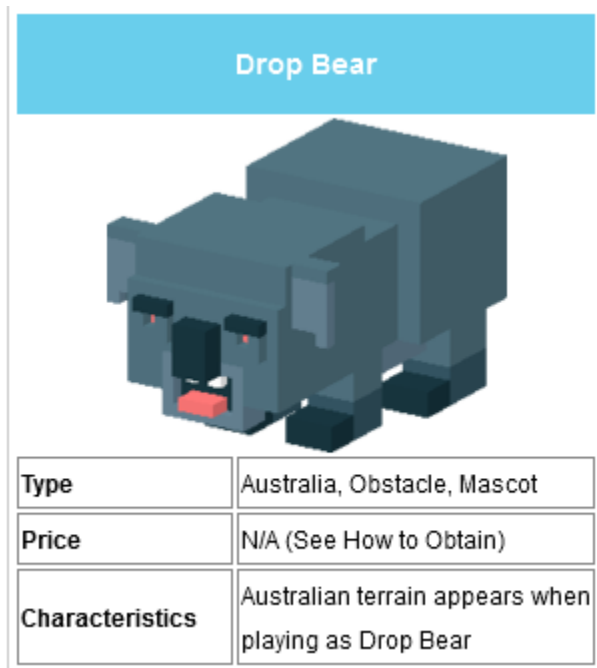 Drop Bear
Type
Australia, Obstacle, Mascot
Price
N/A (See How to Obtain)
Characteristics
Australian terrain appears when
playing as Drop Bear